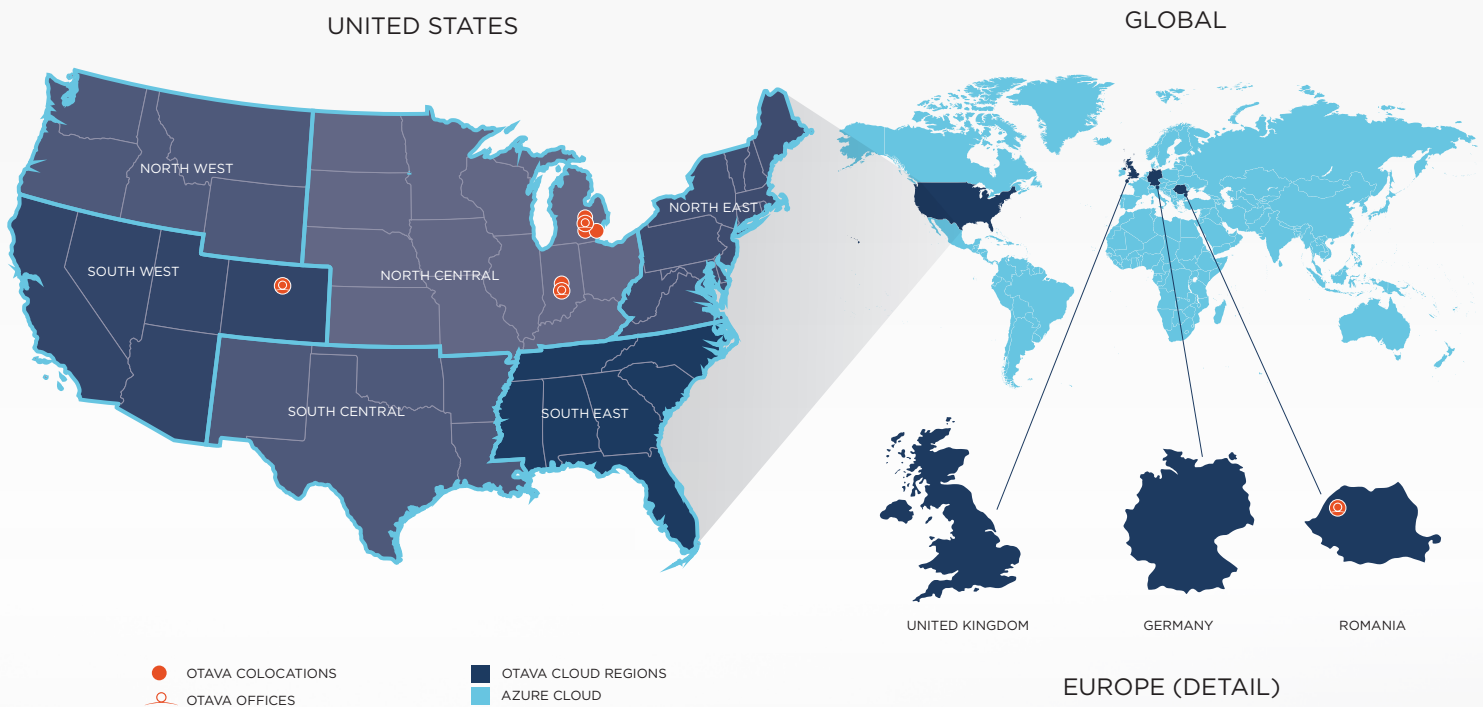 UNITED STATES
GLOBAL
NORTH WEST
NORTH EAST
SOUTH WEST
NORTH CENTRAL
SOUTH CENTRAL
SOUTH EAST
UNITED KINGDOM
GERMANY
ROMANIA
OTAVA COLOCATIONS
OTAVA OFFICES
OTAVA CLOUD REGIONS
AZURE CLOUD
EUROPE (DETAIL)